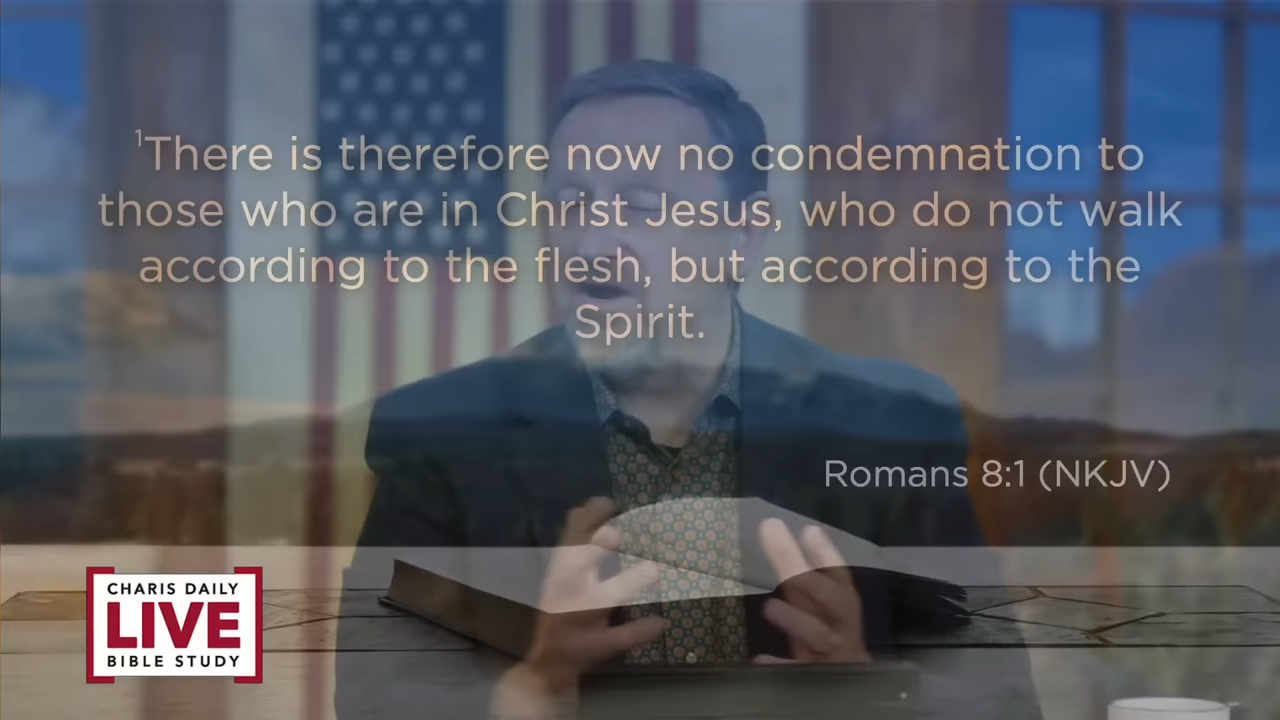 ¹There is therefore now no condemnation to
those who are in Christ Jesus, who do not walk
according to the flesh, but according to the
Spirit.
Romans 8:1 (NKJV)
CHARIS DAILY
LIVE
BIBLE STUDY